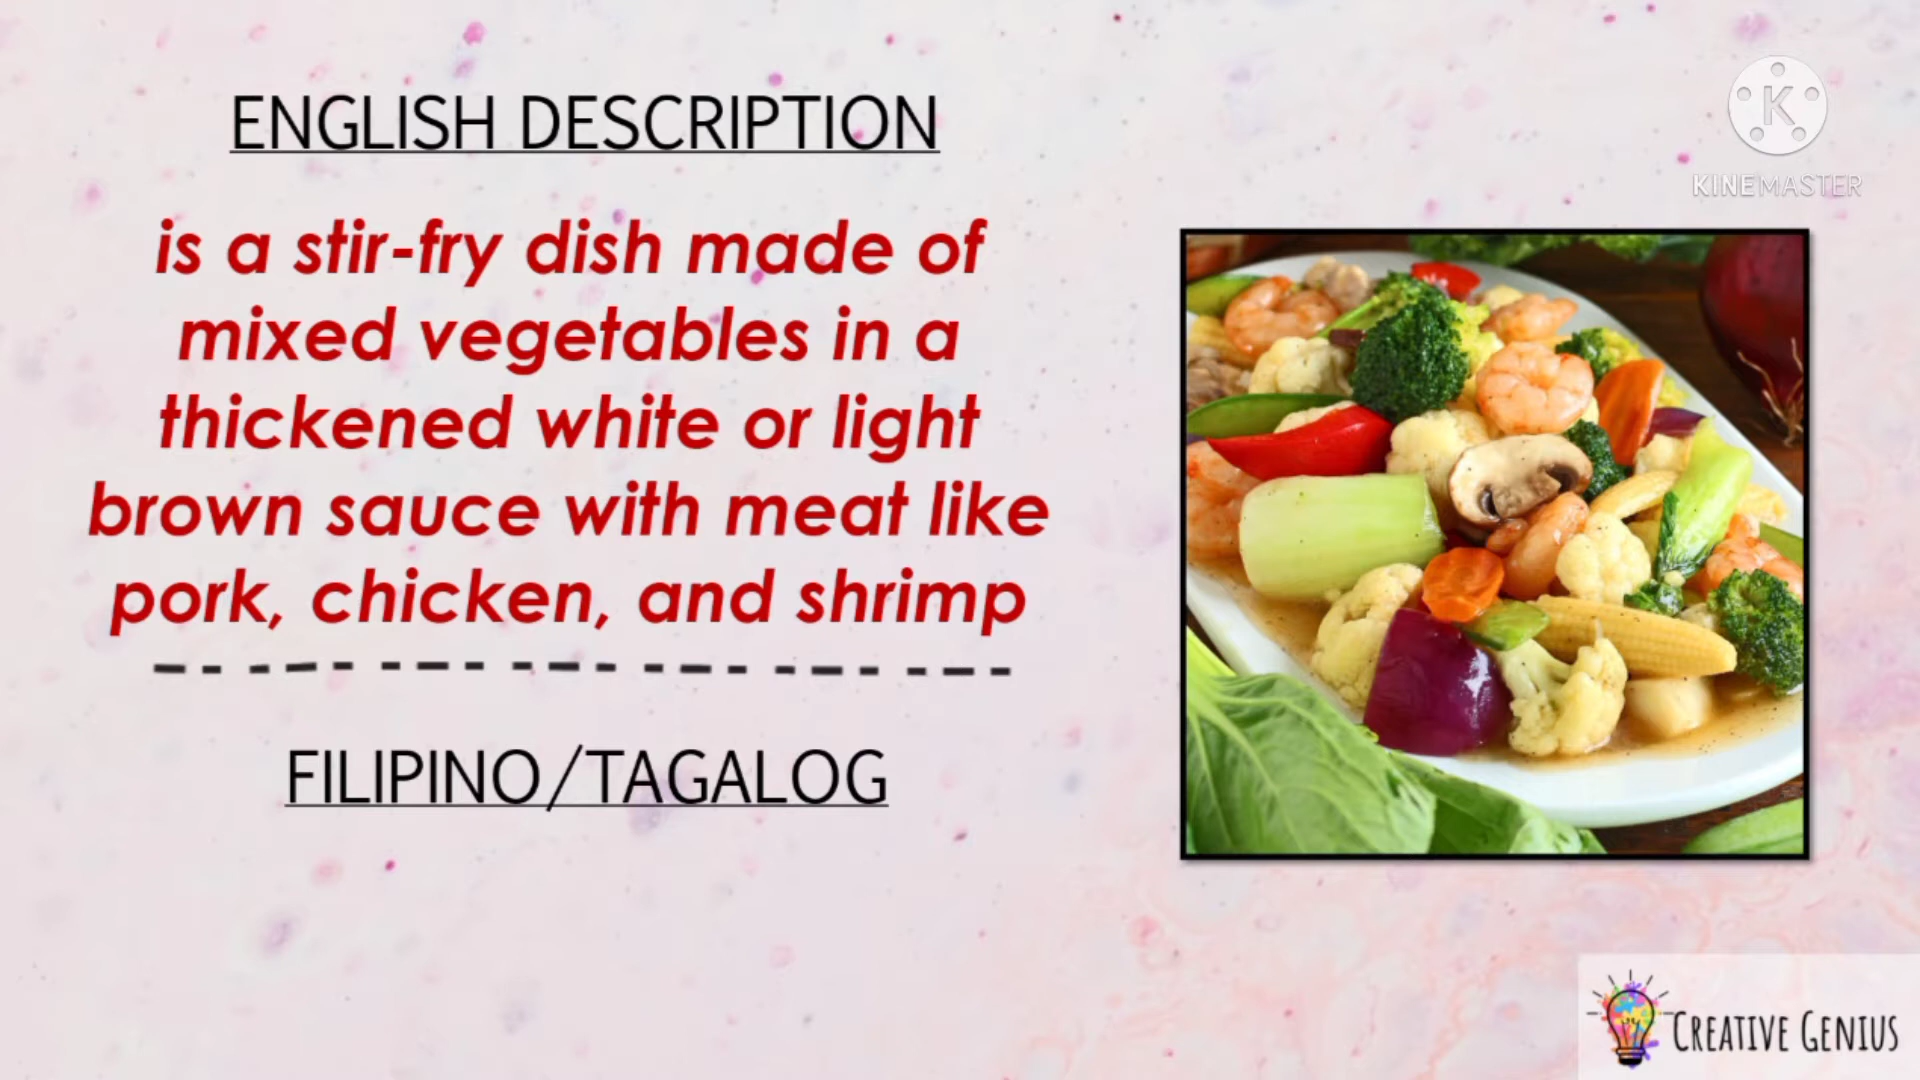 ENGLISH DESCRIPTION
is a stir-fry dish made of
mixed vegetables in a
thickened white or light
brown sauce with meat like
pork, chicken, and shrimp
FILIPINO/TAGALOG
K
KINEMASTER
CREATIVE GENIUS